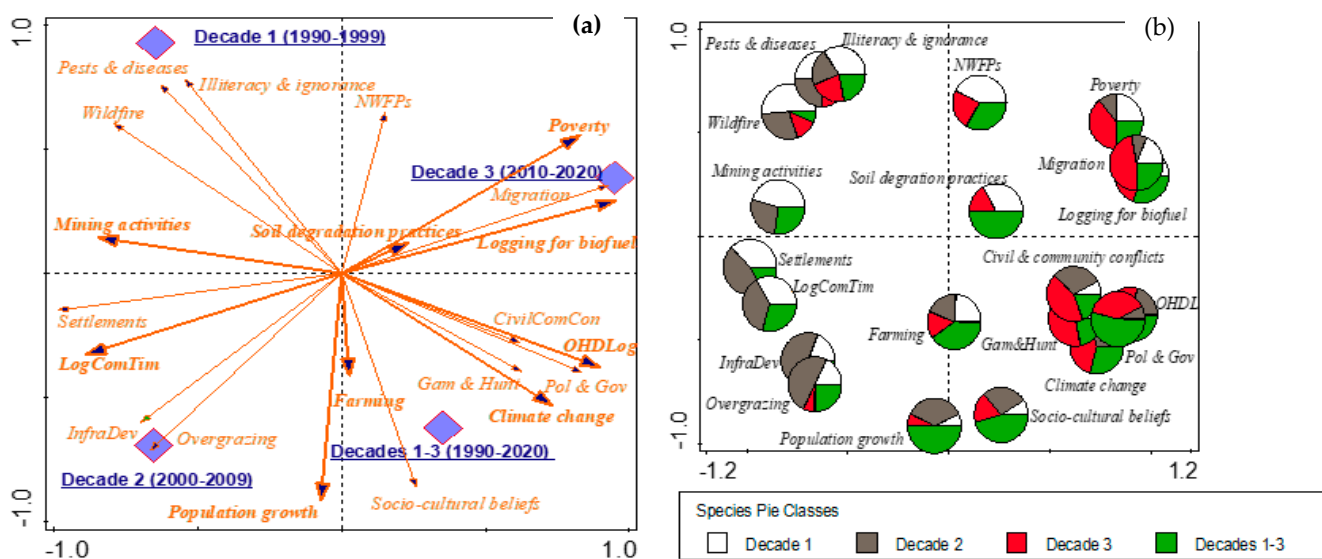 (a)
1.0
Decade 1 (1990-1999)
Pests & diseases
Illiteracy & ignorance
NWFPs
Wildfire
Poverty
Decade 3 (2010-2020)
Migration
Mining activities
Soil degradation practices
Logging for biofuel
Settlements
CivilComCon
LogComTim
OHDLog
Gam & Hunt
Pol & Gov
Farming
Climate change
InfraDev
Overgrazing
Decades 1-3 (1990-2020)
Decade 2 (2000-2009)
Population growth
Socio-cultural beliefs
-1.0
-1.0
1.0
(b)
1.0
Pests & diseases
Illiteracy & ignorance
NWFPs
Poverty
Wildfire
Mining activities
Soil degration practices
Migration
Logging for biofuel
Settlements
Civil & community conflicts
LogComTim
OHDL
Farming
Gam&Hunt
Pol & Gov
InfraDev
Climate change
Overgrazing
Socio-cultural beliefs
Population growth
-1.0
-1.2
1.2
Species Pie Classes
Decade 1
Decade 2
Decade 3
Decades 1-3